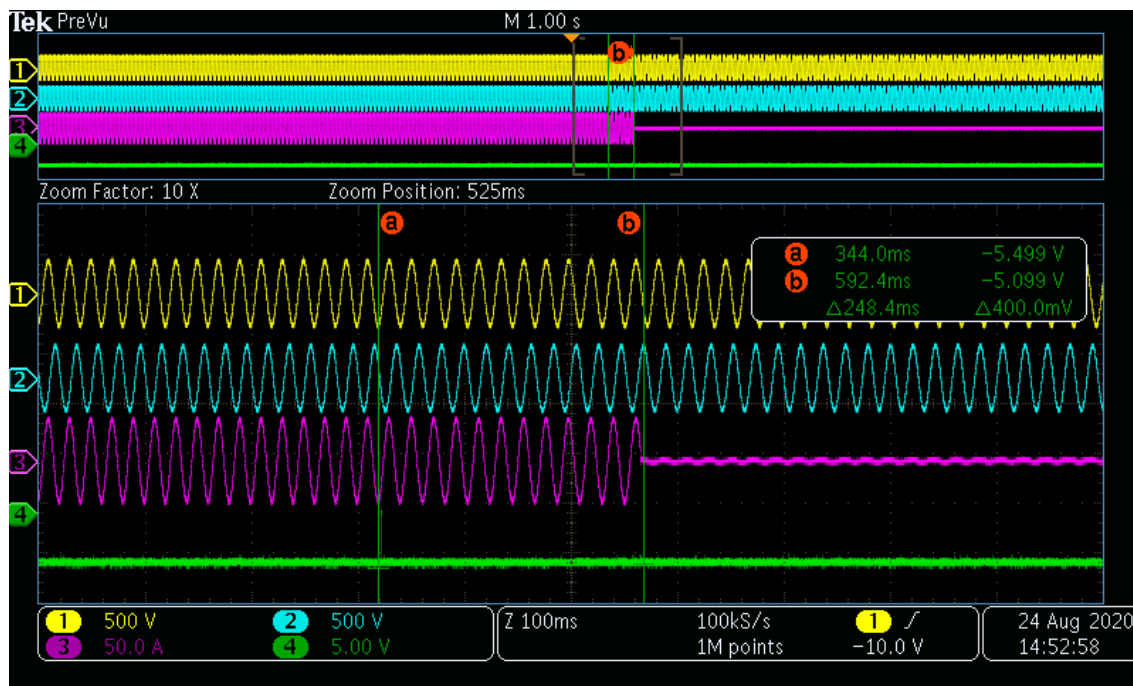 Tek PreVu M 1.00 s
b
1
2
3
4
Zoom Factor: 10 X Zoom Position: 525ms
a b
a 344.0ms −5.499 V
b 592.4ms −5.099 V
△248.4ms △400.0mV
1
2
3
4
1 500 V 2 500 V Z 100ms 100kS/s 1 −10.0 V 24 Aug 2020
3 50.0 A 4 5.00 V 1M points 14:52:58